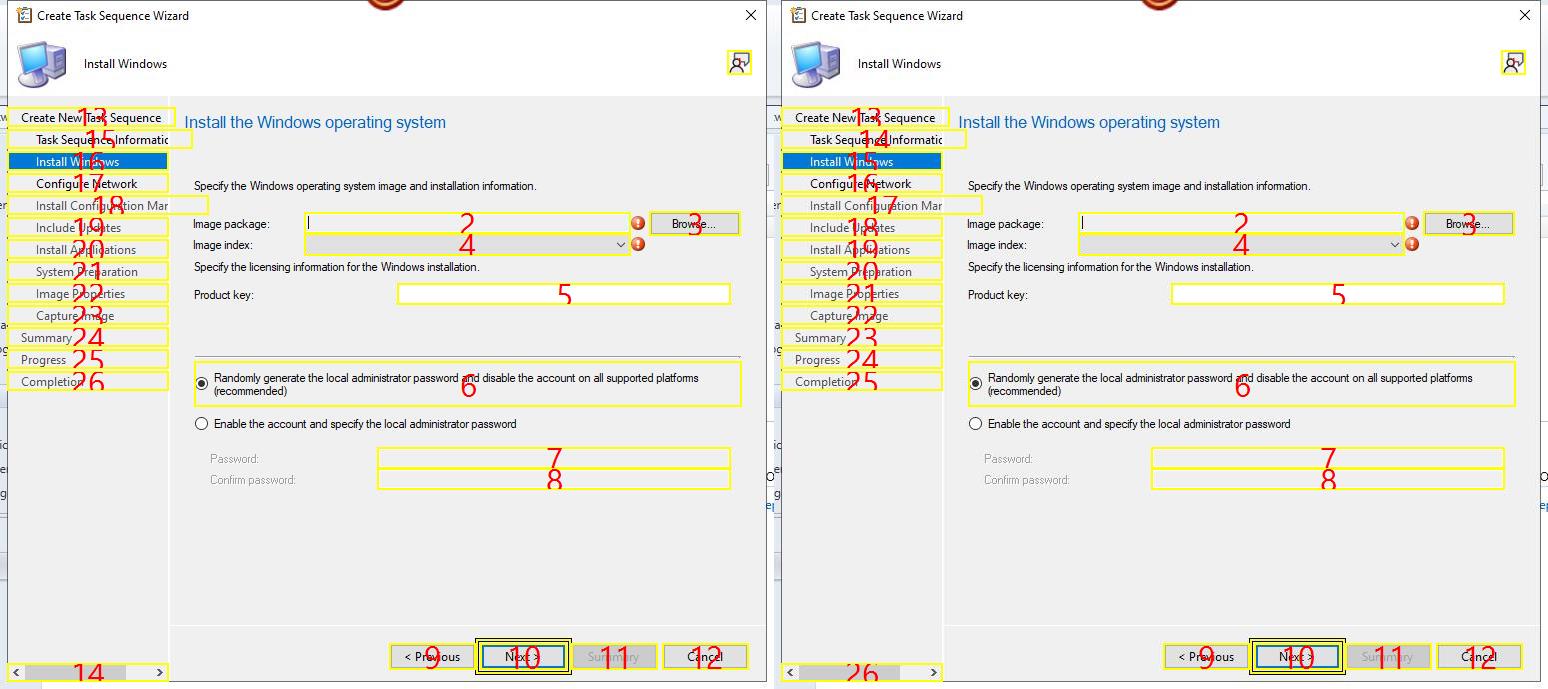 Create Task Sequence Wizard
Install Windows
Create New Task Sequence
13
Install the Windows operating system
Task Sequence Informatic
15
Install Windows
16
Configure Network
17
Specify the Windows operating system image and installation information.
Install Configuration Mar
18
Image package:
2
Browse...
3
Include Updates
19
Image index:
4
Install Applications
20
Specify the licensing information for the Windows installation.
System Preparation
21
Product key:
5
Image Properties
22
Capture Image
23
Summary
24
Progress
25
Completion
26
Randomly generate the local administrator password and disable the account on all supported platforms
(recommended)
6
Enable the account and specify the local administrator password
Password:
7
Confirm password:
8
< Previous
9
Next >
10
Summary
11
Cancel
12
14
Create Task Sequence Wizard
Install Windows
Create New Task Sequence
13
Install the Windows operating system
Task Sequence Informatic
14
Install Windows
15
Configure Network
16
Specify the Windows operating system image and installation information.
Install Configuration Mar
17
Image package:
2
Browse...
3
Include Updates
18
Image index:
4
Install Applications
19
Specify the licensing information for the Windows installation.
System Preparation
20
Product key:
5
Image Properties
21
Capture Image
22
Summary
23
Progress
24
Completion
25
Randomly generate the local administrator password and disable the account on all supported platforms
(recommended)
6
Enable the account and specify the local administrator password
Password:
7
Confirm password:
8
< Previous
9
Next >
10
Summary
11
Cancel
12
26